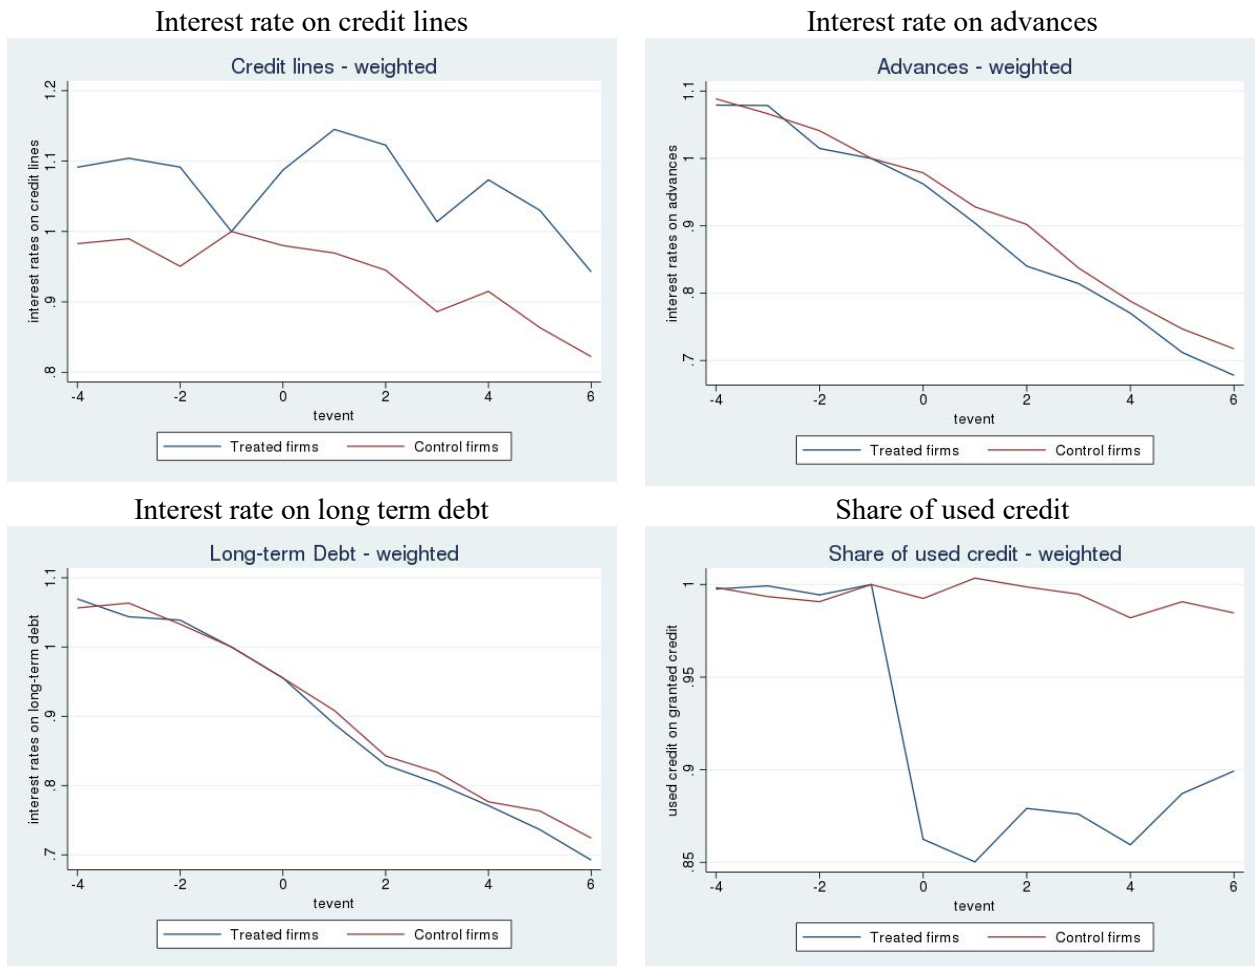 Interest rate on credit lines
Credit lines - weighted
interest rates on credit lines
1.2
1.1
1
.9
.8
-4 -2 0 2 4 6
tevent
Treated firms Control firms
Interest rate on advances
Advances - weighted
interest rates on advances
1.1
1
.9
.8
.7
-4 -2 0 2 4 6
tevent
Treated firms Control firms
Interest rate on long term debt
Long-term Debt - weighted
interest rates on long-term debt
1.1
1
.9
.8
.7
-4 -2 0 2 4 6
tevent
Treated firms Control firms
Share of used credit
Share of used credit - weighted
used credit on granted credit
1
.95
.9
.85
-4 -2 0 2 4 6
tevent
Treated firms Control firms